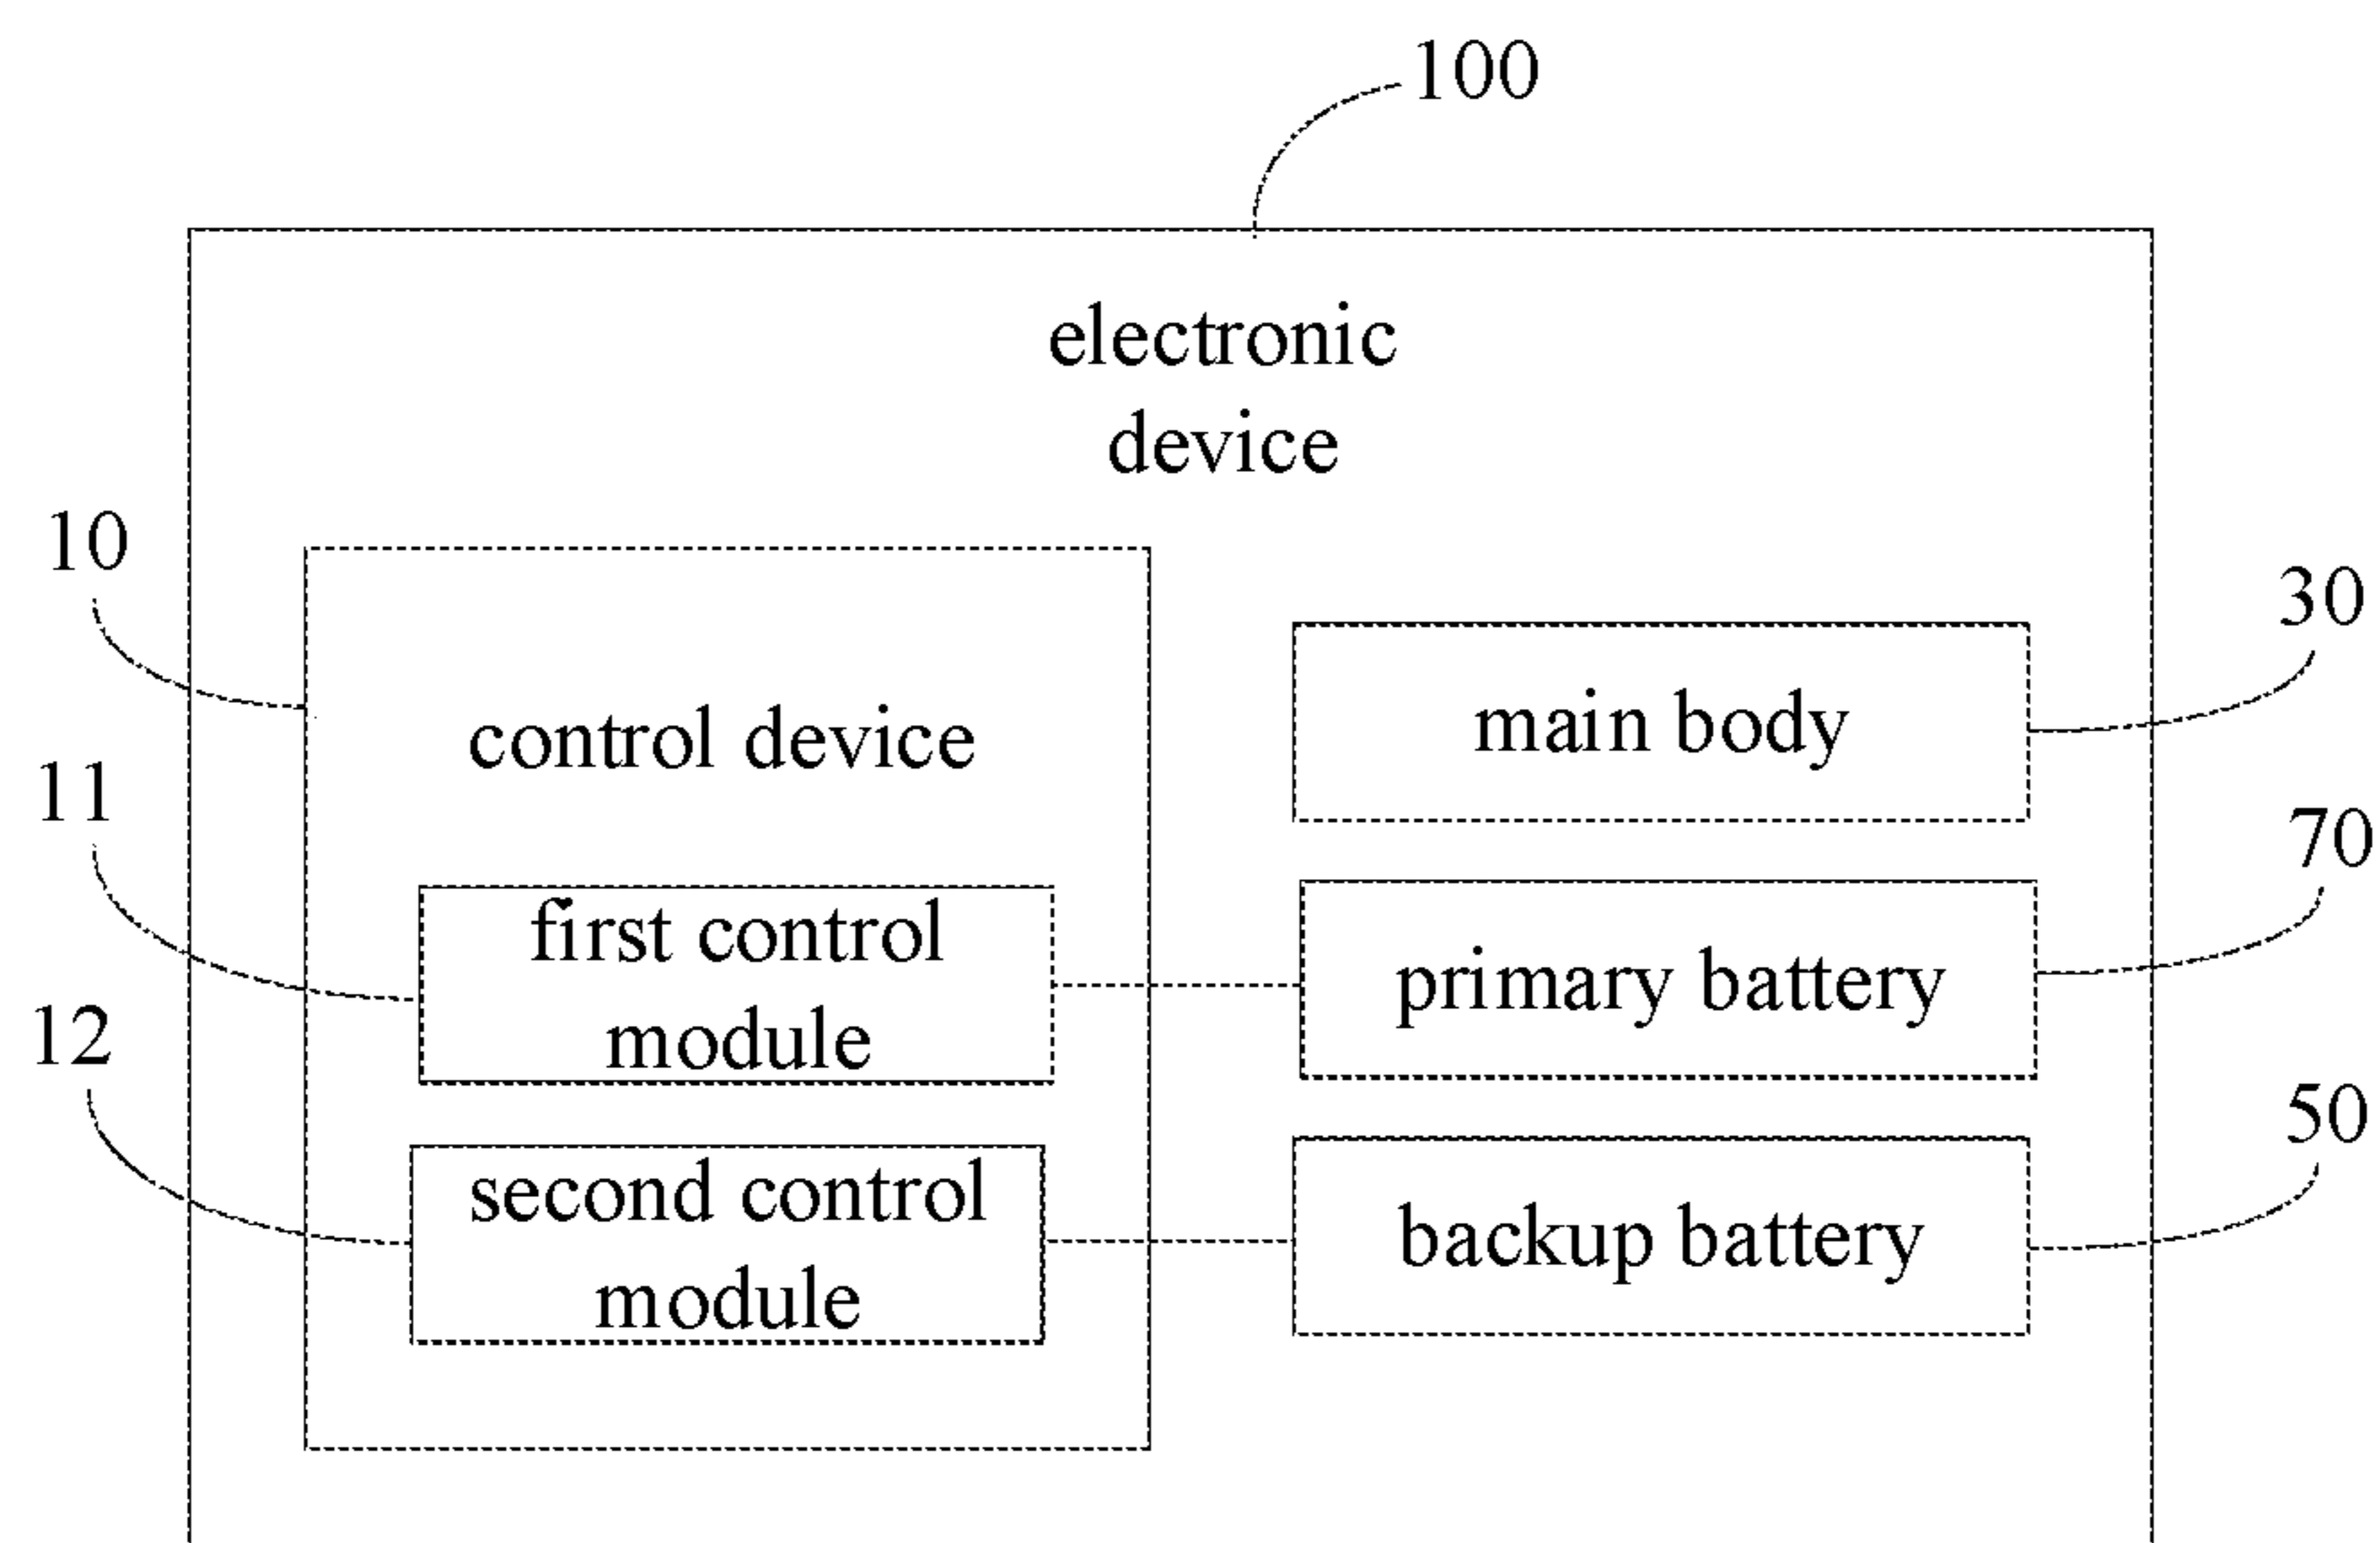 100
electronic
device
10
30
control device
main body
11
70
first control
module
primary battery
12
50
second control
module
backup battery